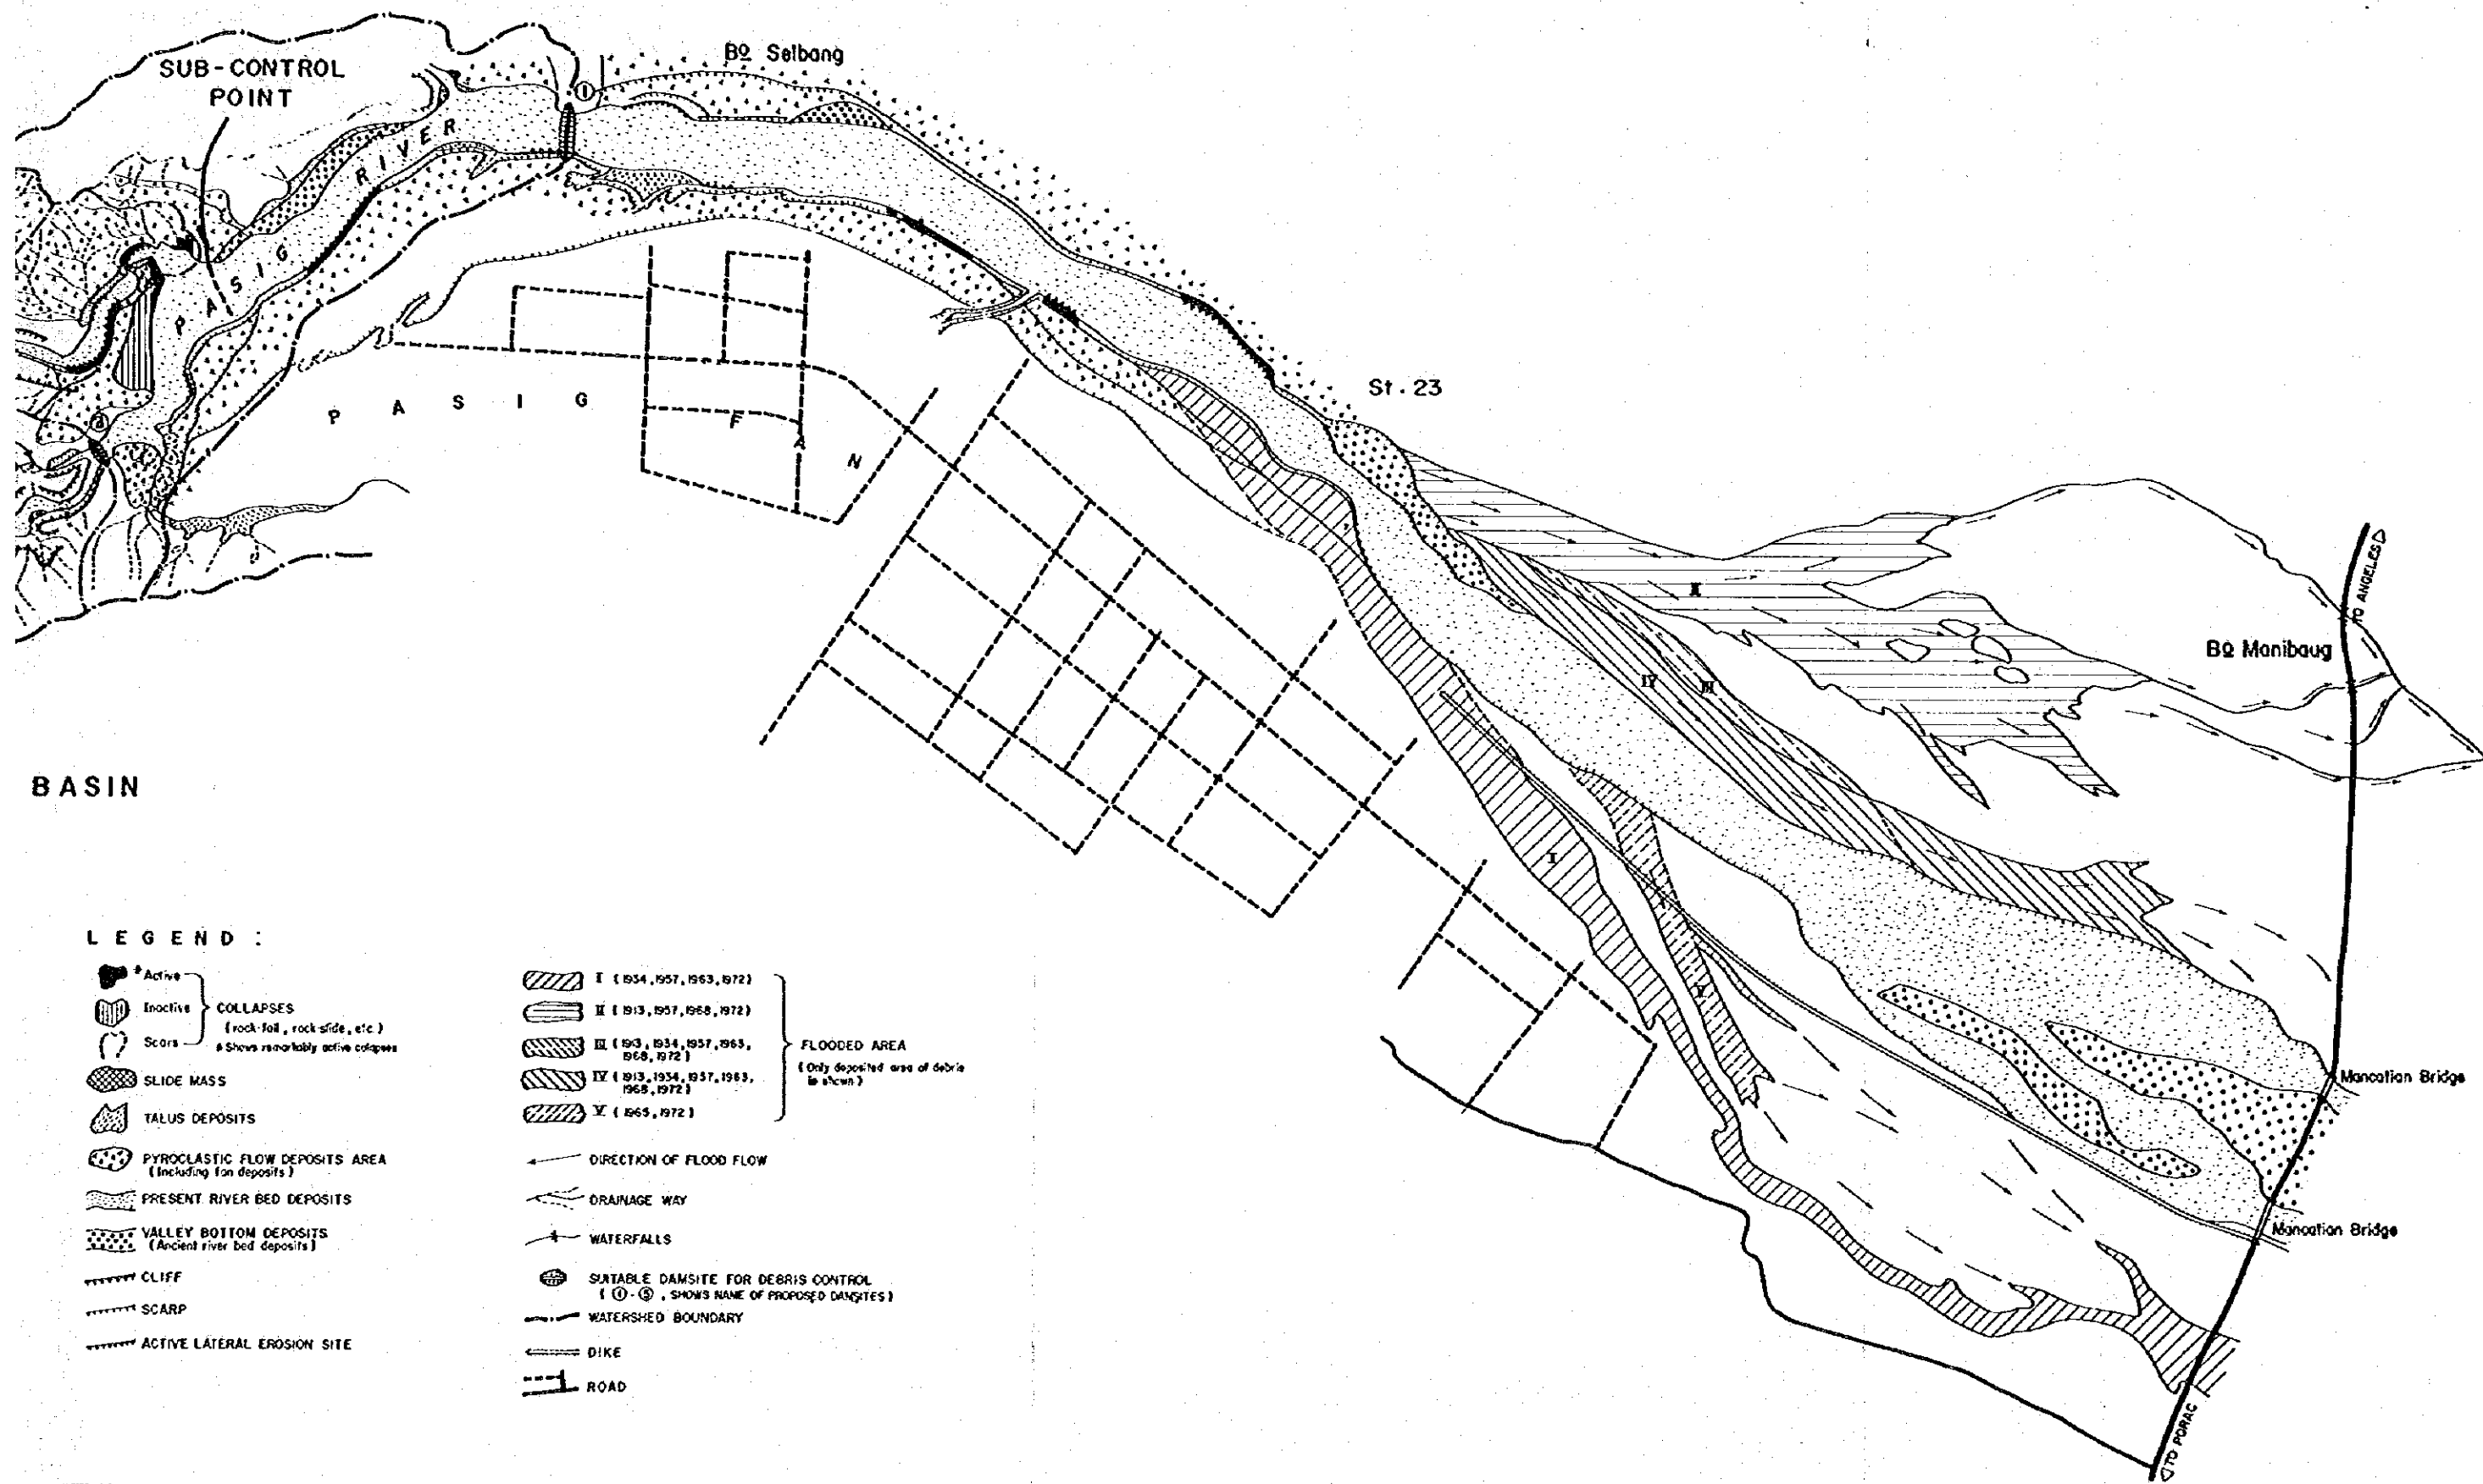 SUB-CONTROL
POINT
Bo Selbang
PASIG RIVER
①
②
PASIG
FAN
St. 23
BASIN
I
II
III
IV
V
TO ANGELES
Bo Manibaug
Mancatian Bridge
Mancatian Bridge
TO PORAC
LEGEND :
* Active
Inactive
Scars
COLLAPSES
(rock-fall, rock-slide, etc.)
* Shows remarkably active colapses
SLIDE MASS
TALUS DEPOSITS
PYROCLASTIC FLOW DEPOSITS AREA
(Including fan deposits)
PRESENT RIVER BED DEPOSITS
VALLEY BOTTOM DEPOSITS
(Ancient river bed deposits)
CLIFF
SCARP
ACTIVE LATERAL EROSION SITE
I (1934, 1957, 1963, 1972)
II (1913, 1957, 1968, 1972)
III (1913, 1934, 1957, 1963,
1968, 1972)
IV (1913, 1934, 1957, 1963,
1968, 1972)
V (1965, 1972)
FLOODED AREA
(Only deposited area of debris
is shown)
DIRECTION OF FLOOD FLOW
DRAINAGE WAY
WATERFALLS
SUITABLE DAMSITE FOR DEBRIS CONTROL
(①-⑤, SHOWS NAME OF PROPOSED DAMSITES)
WATERSHED BOUNDARY
DIKE
ROAD